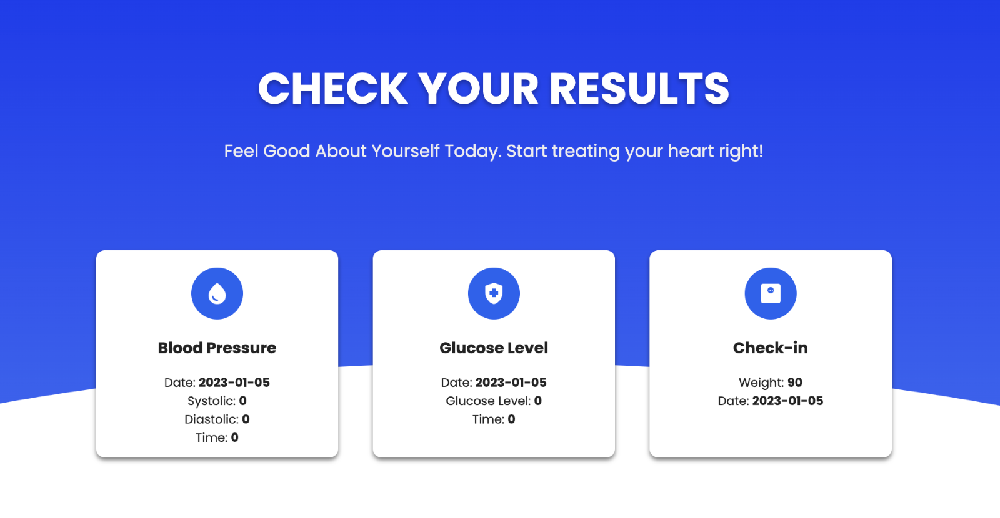 CHECK YOUR RESULTS
Feel Good About Yourself Today. Start treating your heart right!
Blood Pressure
Date: 2023-01-05
Systolic: 0
Diastolic: 0
Time: 0
Glucose Level
Date: 2023-01-05
Glucose Level: 0
Time: 0
Check-in
Weight: 90
Date: 2023-01-05